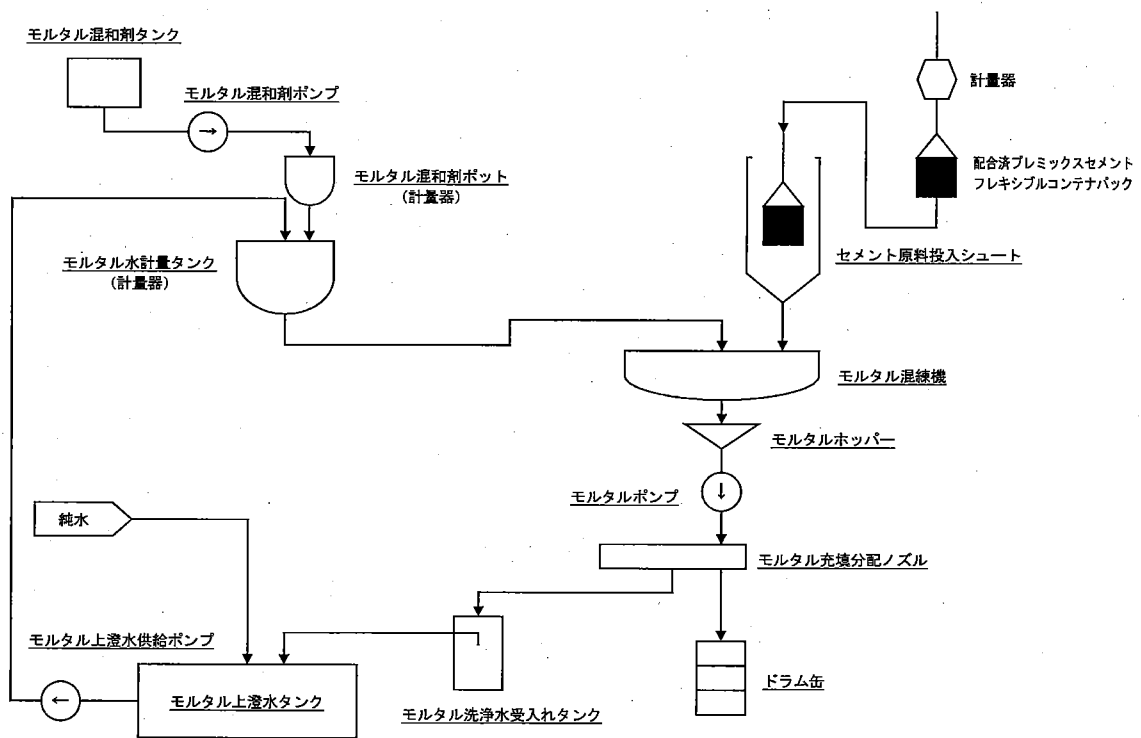 モルタル混和剤タンク
モルタル混和剤ポンプ
計量器
モルタル混和剤ポット
(計量器)
配合済プレミックスセメント
フレキシブルコンテナバック
モルタル水計量タンク
(計量器)
セメント原料投入シュート
モルタル混練機
モルタルホッパー
モルタルポンプ
純水
モルタル充填分配ノズル
モルタル上澄水供給ポンプ
ドラム缶
モルタル上澄水タンク
モルタル洗浄水受入れタンク